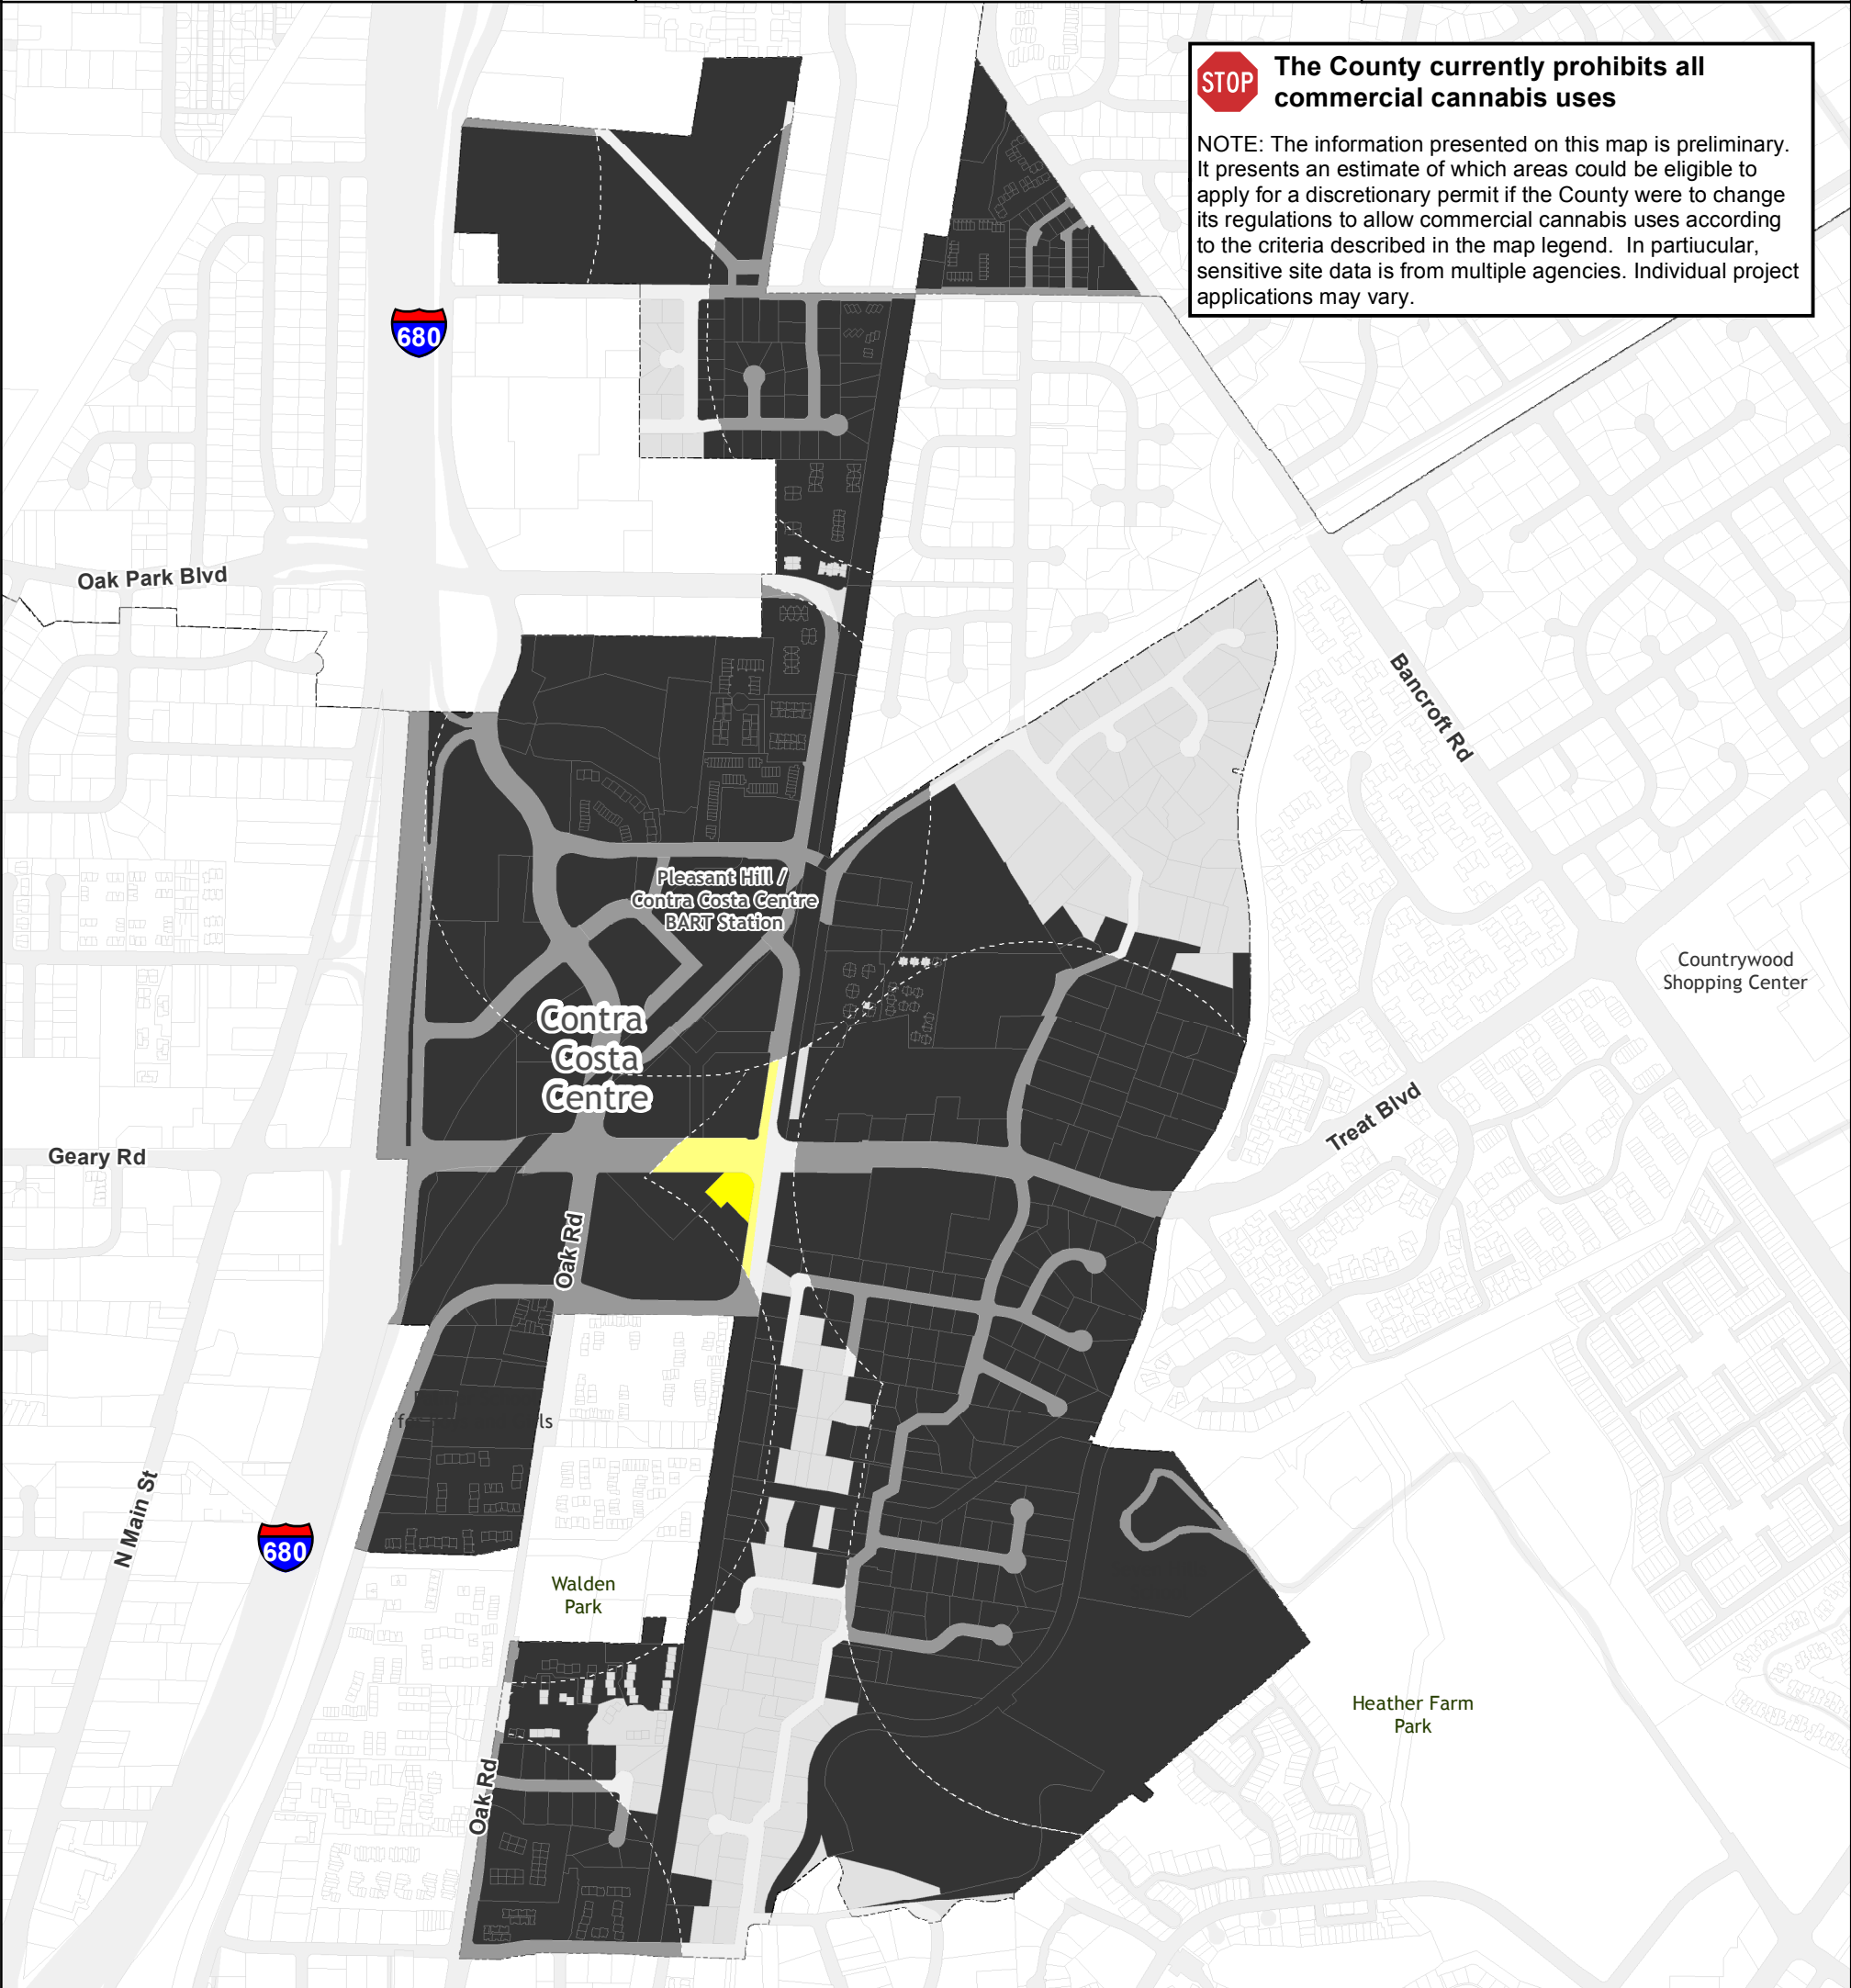 STOP
The County currently prohibits all
commercial cannabis uses
NOTE: The information presented on this map is preliminary.
It presents an estimate of which areas could be eligible to
apply for a discretionary permit if the County were to change
its regulations to allow commercial cannabis uses according
to the criteria described in the map legend. In partiucular,
sensitive site data is from multiple agencies. Individual project
applications may vary.
680
Oak Park Blvd
Bancroft Rd
Pleasant Hill /
Contra Costa Centre
BART Station
Countrywood
Shopping Center
Contra
Costa
Centre
Treat Blvd
Geary Rd
Oak Rd
N Main St
680
Walden
Park
Heather Farm
Park
Oak Rd